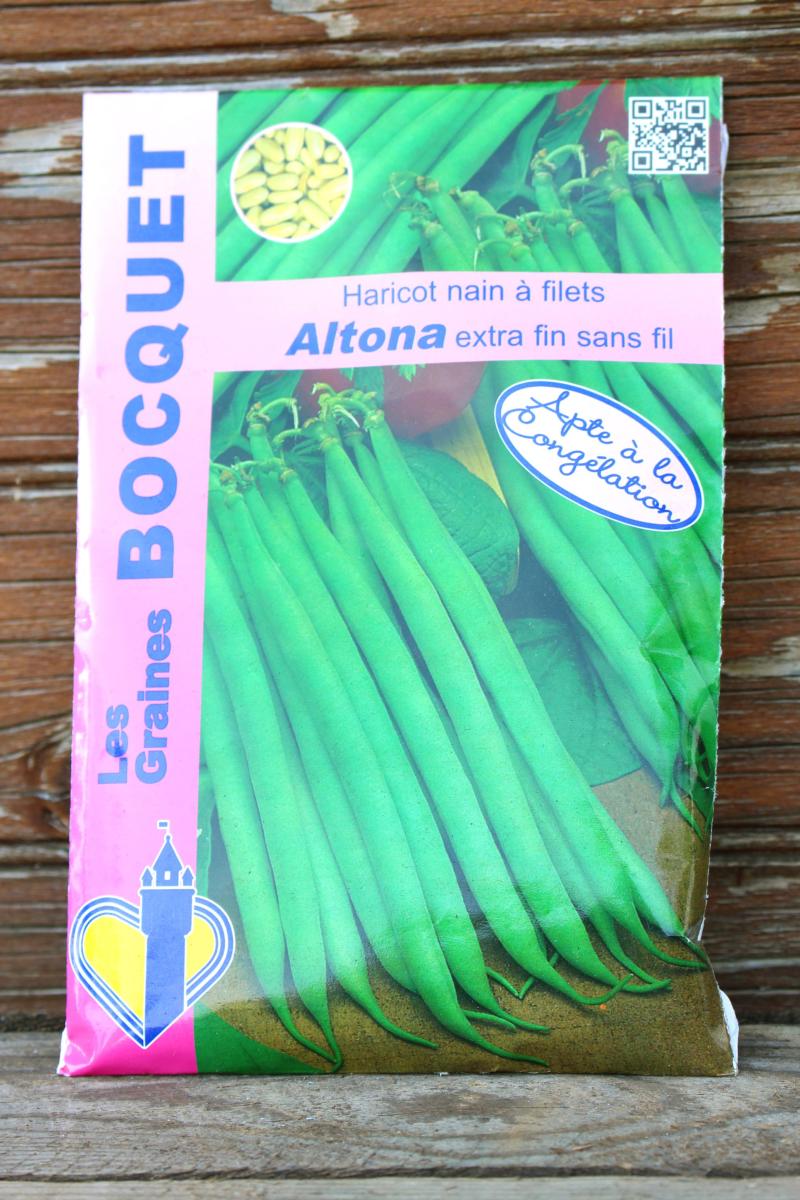 Les
Graines
BOCQUET
Haricot nain à filets
Altona extra fin sans fil
Apte à la
Congélation